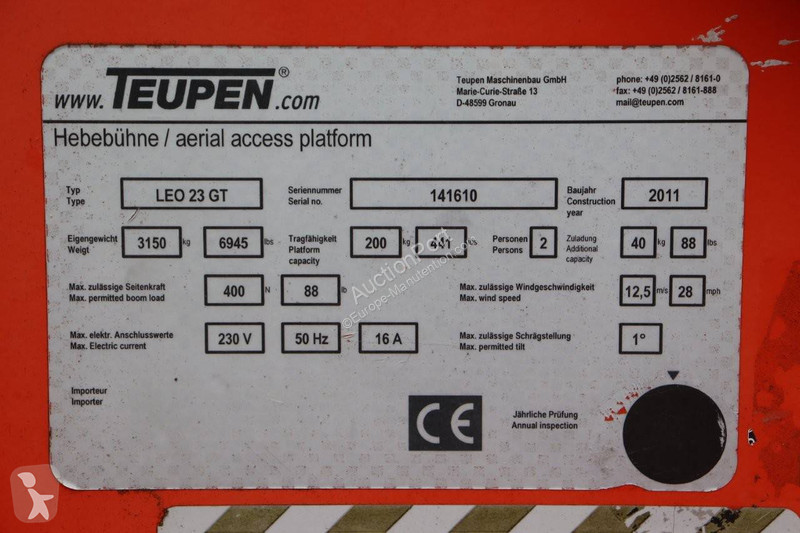 www.TEUPEN®.com
Teupen Maschinenbau GmbH
Marie-Curie-Straße 13
D-48599 Gronau
phone: +49 (0)2562 / 8161-0
fax: +49 (0)2562 / 8161-888
mail@teupen.com
Hebebühne / aerial access platform
Typ
Type
LEO 23 GT
Seriennummer
Serial no.
141610
Baujahr
Construction
year
2011
Eigengewicht
Weigt
3150 kg
6945 lbs
Tragfähigkeit
Platform
capacity
200 kg
441 lbs
Personen
Persons
2
Zuladung
Additional
capacity
40 kg
88 lbs
Max. zulässige Seitenkraft
Max. permitted boom load
400 N
88 lb
Max. zulässige Windgeschwindigkeit
Max. wind speed
12,5 m/s
28 mph
Max. elektr. Anschlusswerte
Max. Electric current
230 V
50 Hz
16 A
Max. zulässige Schrägstellung
Max. permitted tilt
1°
Importeur
Importer
CE
Jährliche Prüfung
Annual inspection
AuctionPort
©Europe-Manutention.com